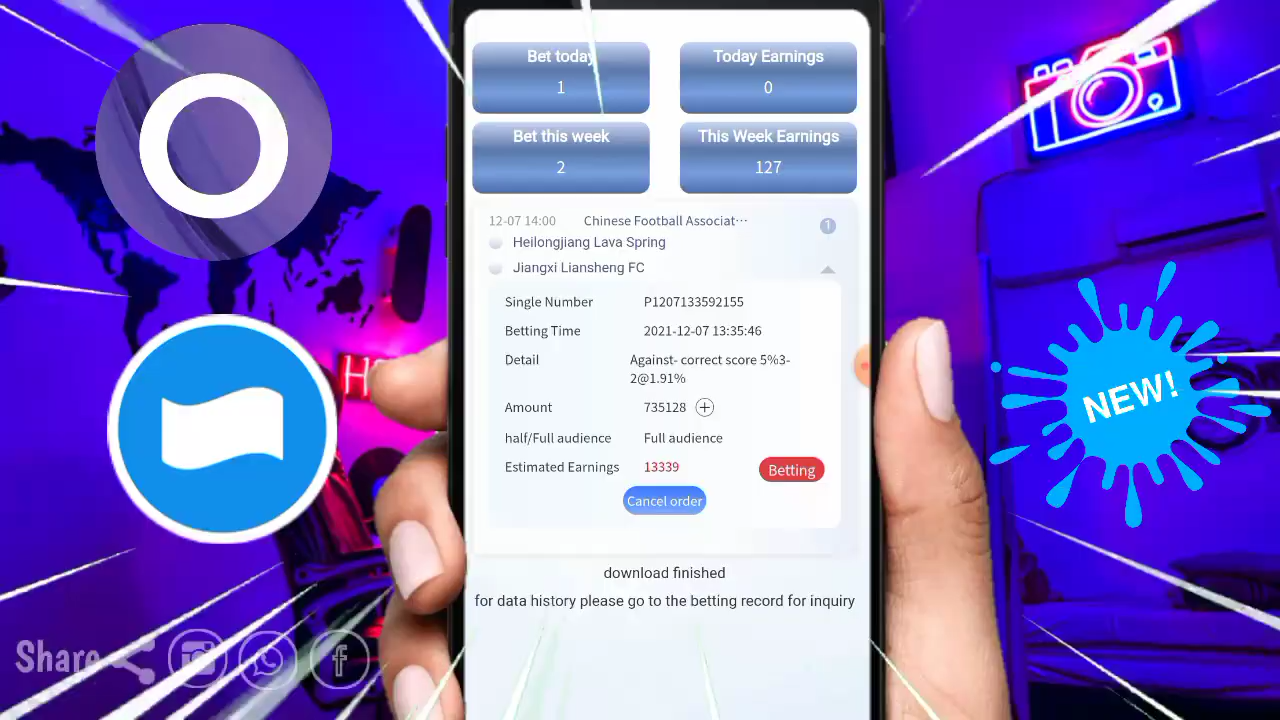 Bet today
1
Today Earnings
0
Bet this week
2
This Week Earnings
127
12-07 14:00 Chinese Football Associat···
1
Heilongjiang Lava Spring
Jiangxi Liansheng FC
Single Number P1207133592155
Betting Time 2021-12-07 13:35:46
Detail Against- correct score 5%3-
2@1.91%
Amount 735128
half/Full audience Full audience
Estimated Earnings 13339
Betting
Cancel order
download finished
for data history please go to the betting record for inquiry
NEW!
Share